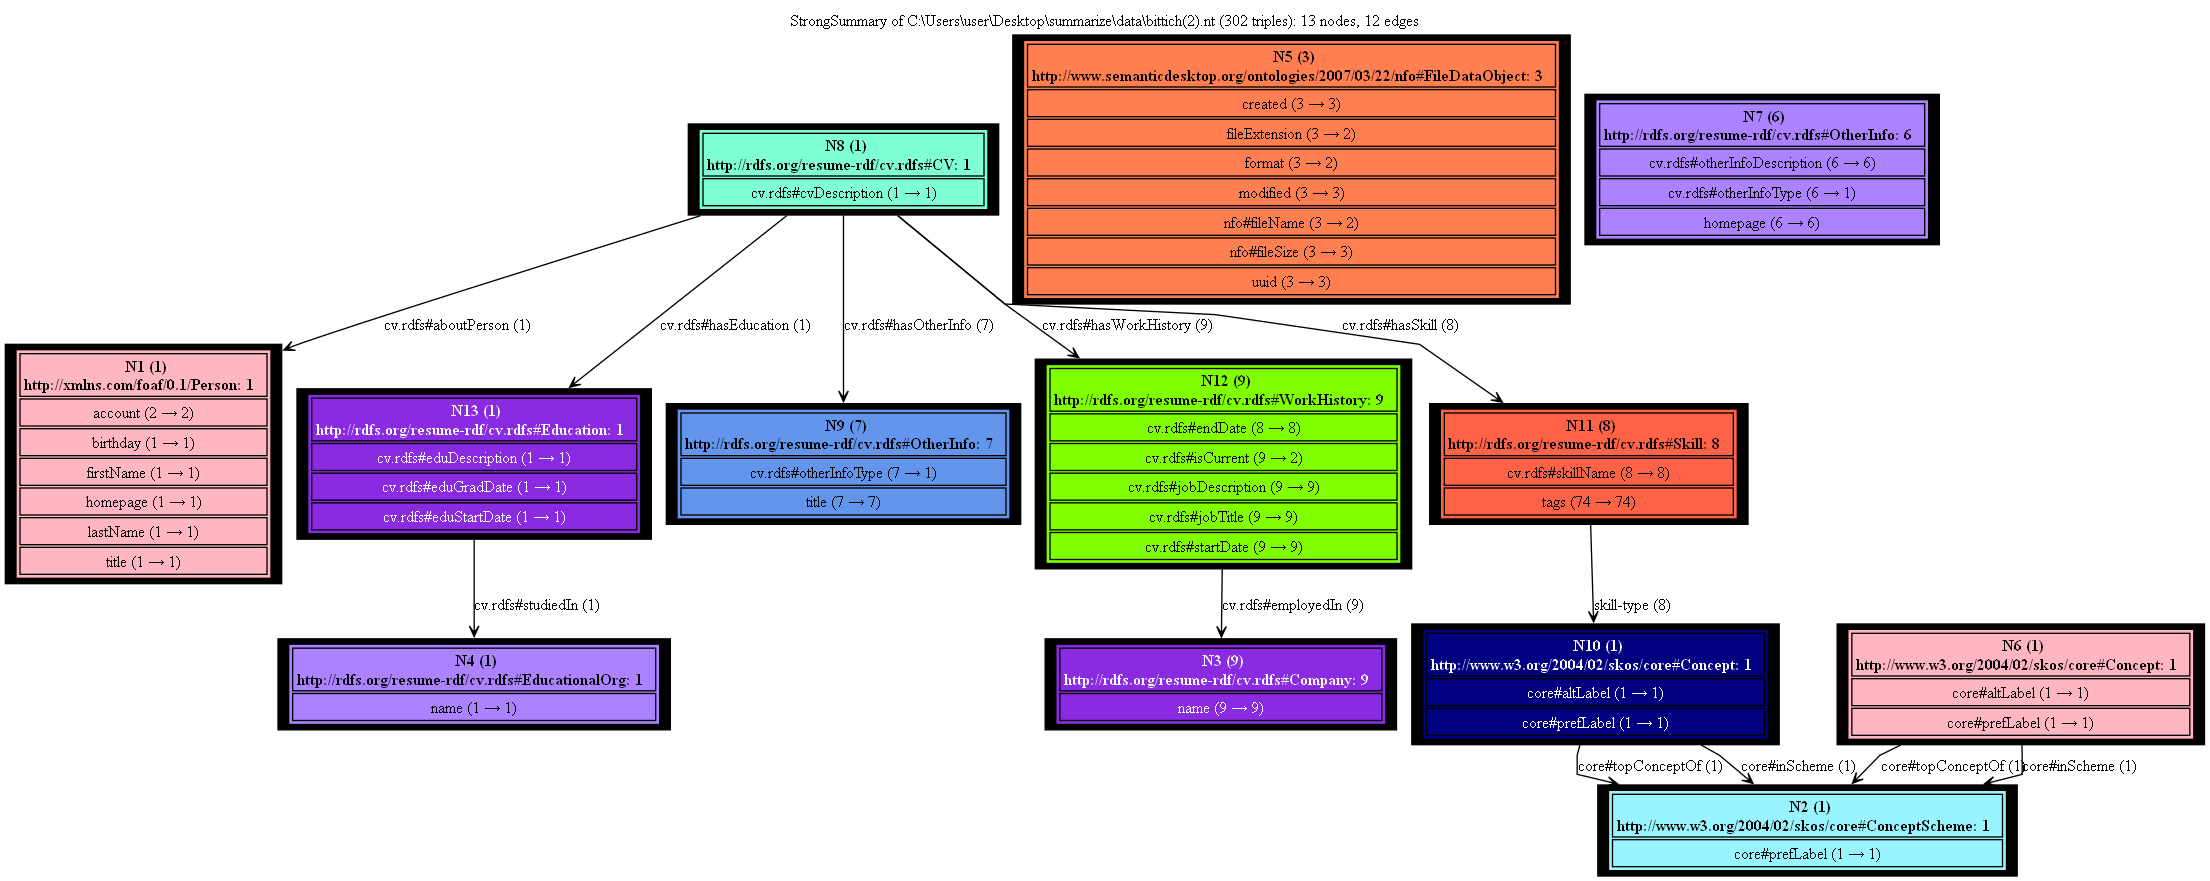 StrongSummary of C:\Users\user\Desktop\summarize\data\bittich(2).nt (302 triples): 13 nodes, 12 edges
N5 (3)
http://www.semanticdesktop.org/ontologies/2007/03/22/nfo#FileDataObject: 3
created (3 → 3)
fileExtension (3 → 2)
format (3 → 2)
modified (3 → 3)
nfo#fileName (3 → 2)
nfo#fileSize (3 → 3)
uuid (3 → 3)
N7 (6)
http://rdfs.org/resume-rdf/cv.rdfs#OtherInfo: 6
cv.rdfs#otherInfoDescription (6 → 6)
cv.rdfs#otherInfoType (6 → 1)
homepage (6 → 6)
N8 (1)
http://rdfs.org/resume-rdf/cv.rdfs#CV: 1
cv.rdfs#cvDescription (1 → 1)
cv.rdfs#aboutPerson (1)
cv.rdfs#hasEducation (1)
cv.rdfs#hasOtherInfo (7)
cv.rdfs#hasWorkHistory (9)
cv.rdfs#hasSkill (8)
N1 (1)
http://xmlns.com/foaf/0.1/Person: 1
account (2 → 2)
birthday (1 → 1)
firstName (1 → 1)
homepage (1 → 1)
lastName (1 → 1)
title (1 → 1)
N13 (1)
http://rdfs.org/resume-rdf/cv.rdfs#Education: 1
cv.rdfs#eduDescription (1 → 1)
cv.rdfs#eduGradDate (1 → 1)
cv.rdfs#eduStartDate (1 → 1)
N9 (7)
http://rdfs.org/resume-rdf/cv.rdfs#OtherInfo: 7
cv.rdfs#otherInfoType (7 → 1)
title (7 → 7)
N12 (9)
http://rdfs.org/resume-rdf/cv.rdfs#WorkHistory: 9
cv.rdfs#endDate (8 → 8)
cv.rdfs#isCurrent (9 → 2)
cv.rdfs#jobDescription (9 → 9)
cv.rdfs#jobTitle (9 → 9)
cv.rdfs#startDate (9 → 9)
N11 (8)
http://rdfs.org/resume-rdf/cv.rdfs#Skill: 8
cv.rdfs#skillName (8 → 8)
tags (74 → 74)
cv.rdfs#studiedIn (1)
cv.rdfs#employedIn (9)
skill-type (8)
N4 (1)
http://rdfs.org/resume-rdf/cv.rdfs#EducationalOrg: 1
name (1 → 1)
N3 (9)
http://rdfs.org/resume-rdf/cv.rdfs#Company: 9
name (9 → 9)
N10 (1)
http://www.w3.org/2004/02/skos/core#Concept: 1
core#altLabel (1 → 1)
core#prefLabel (1 → 1)
N6 (1)
http://www.w3.org/2004/02/skos/core#Concept: 1
core#altLabel (1 → 1)
core#prefLabel (1 → 1)
core#topConceptOf (1)
core#inScheme (1)
core#topConceptOf (1)
core#inScheme (1)
N2 (1)
http://www.w3.org/2004/02/skos/core#ConceptScheme: 1
core#prefLabel (1 → 1)